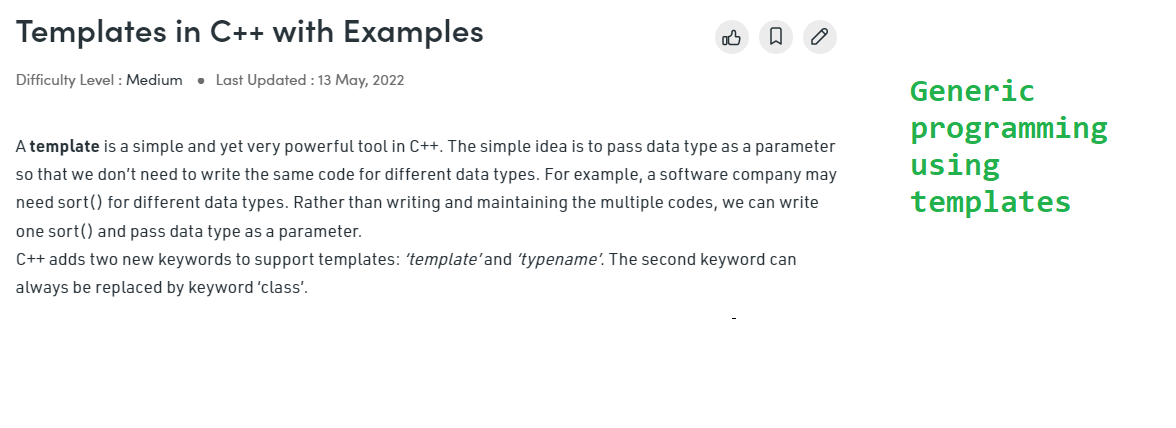 Templates in C++ with Examples
Difficulty Level : Medium ● Last Updated : 13 May, 2022
A template is a simple and yet very powerful tool in C++. The simple idea is to pass data type as a parameter
so that we don’t need to write the same code for different data types. For example, a software company may
need sort() for different data types. Rather than writing and maintaining the multiple codes, we can write
one sort() and pass data type as a parameter.
C++ adds two new keywords to support templates: ‘template’ and ‘typename’. The second keyword can
always be replaced by keyword ‘class’.
Generic
programming
using
templates